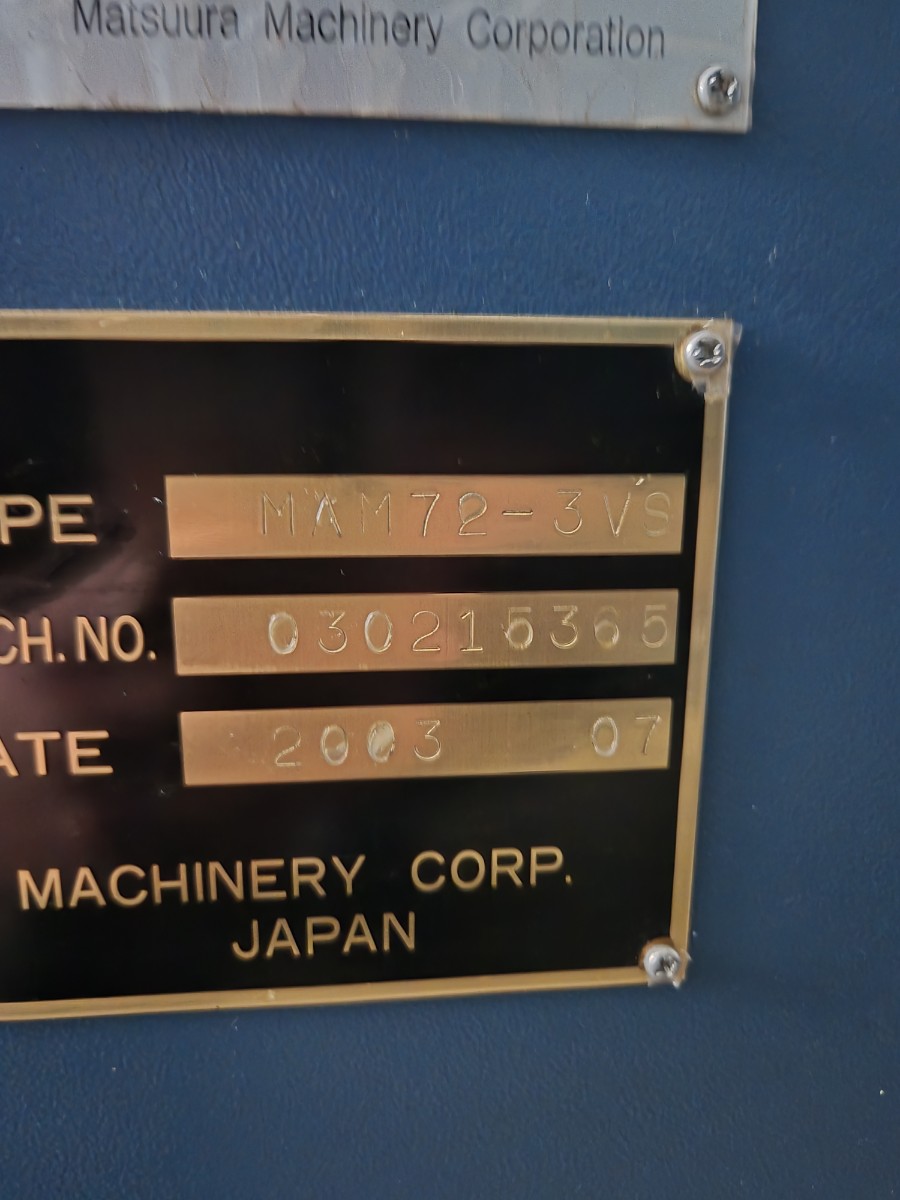 Matsuura Machinery Corporation
PE MAM72-3VS
CH. NO. 030215365
ATE 2003 07
MACHINERY CORP.
JAPAN